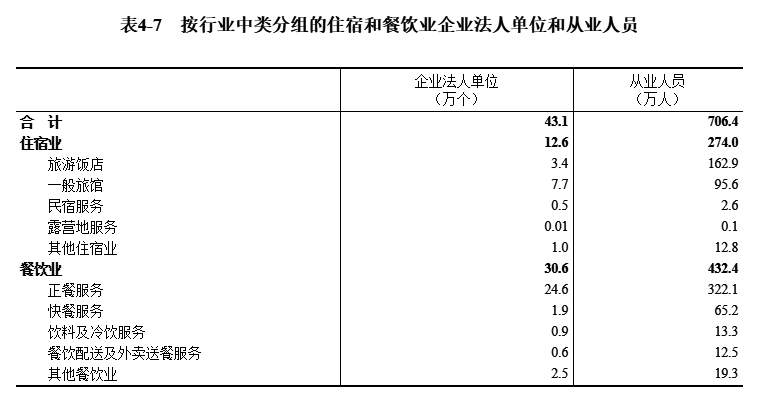 表4-7 按行业中类分组的住宿和餐饮业企业法人单位和从业人员
企业法人单位 从业人员
（万个） （万人）
合 计 43.1 706.4
住宿业 12.6 274.0
旅游饭店 3.4 162.9
一般旅馆 7.7 95.6
民宿服务 0.5 2.6
露营地服务 0.01 0.1
其他住宿业 1.0 12.8
餐饮业 30.6 432.4
正餐服务 24.6 322.1
快餐服务 1.9 65.2
饮料及冷饮服务 0.9 13.3
餐饮配送及外卖送餐服务 0.6 12.5
其他餐饮业 2.5 19.3